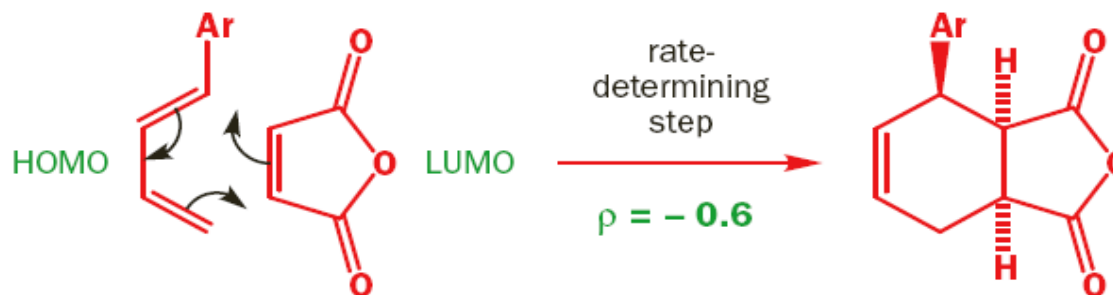 Ar
O
O
O
HOMO
LUMO
rate-
determining
step
ρ = – 0.6
Ar
H
H
O
O
O